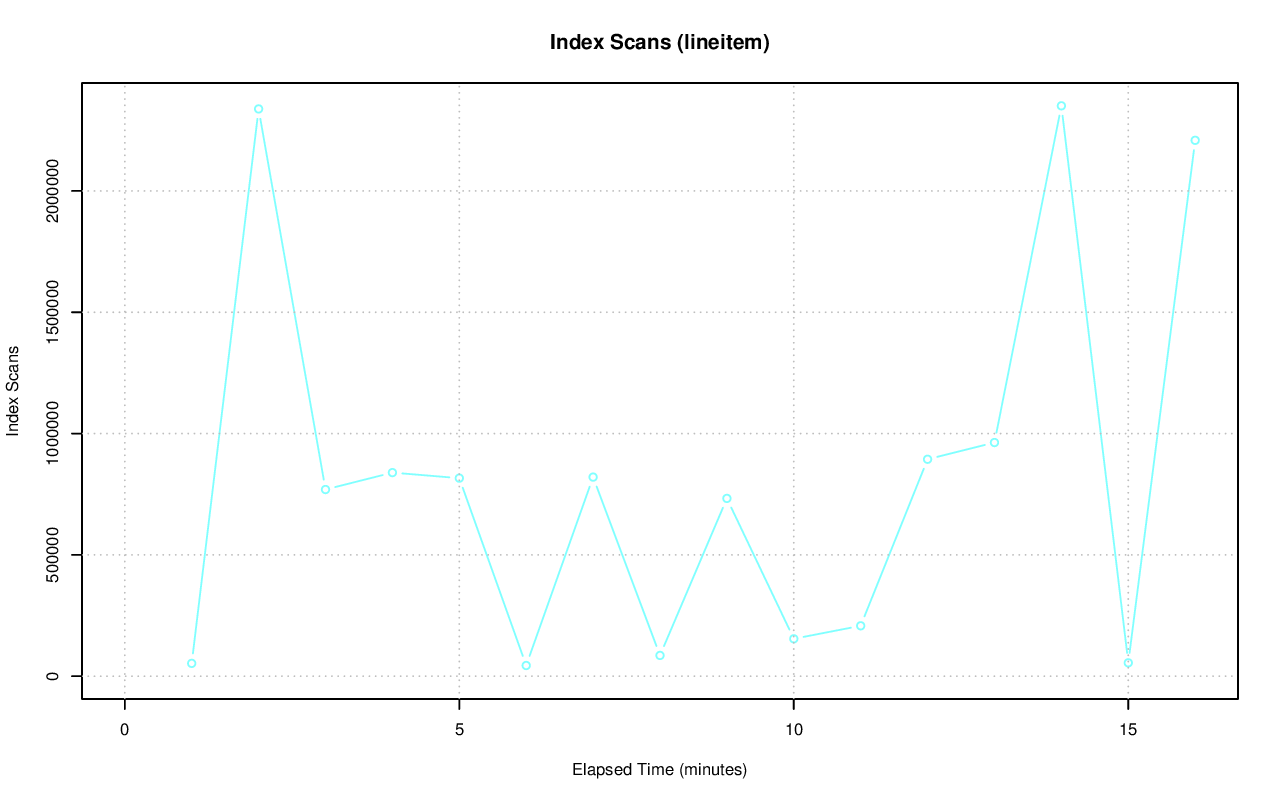 Index Scans (lineitem)
Index Scans
2000000
1500000
1000000
500000
0
0 5 10 15
Elapsed Time (minutes)